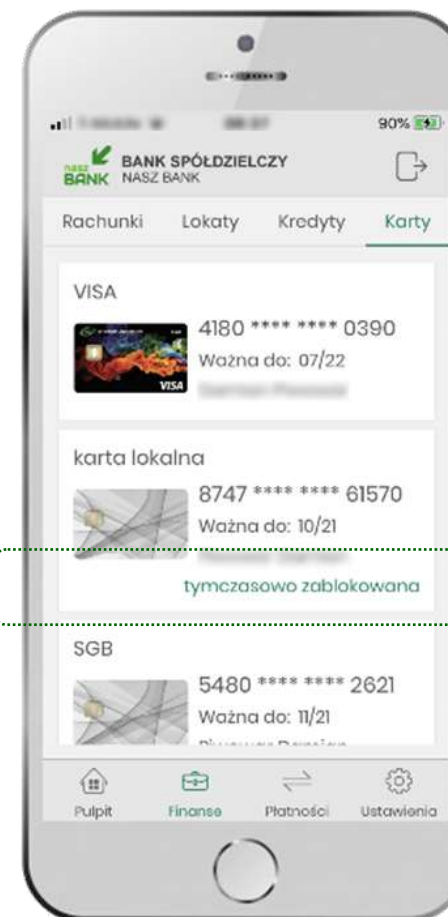 90%
nasz BANK
BANK SPÓŁDZIELCZY
NASZ BANK
Rachunki Lokaty Kredyty Karty
VISA
4180 **** **** 0390
Ważna do: 07/22
VISA
karta lokalna
8747 **** **** 61570
Ważna do: 10/21
tymczasowo zablokowana
SGB
5480 **** **** 2621
Ważna do: 11/21
Pulpit Finanse Płatności Ustawienia